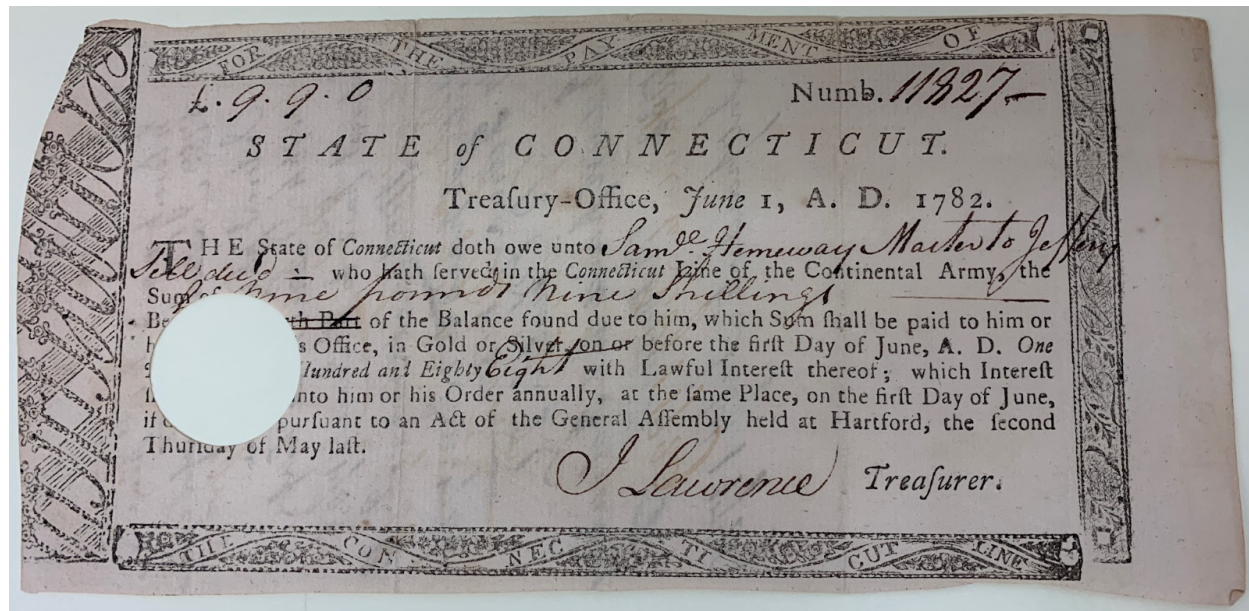 FOR THE PAY MENT OF
£. 9. 9. 0 Numb. 11827
STATE of CONNECTICUT.
Treaſury-Office, June 1, A. D. 1782.
THE State of Connecticut doth owe unto Samˡˡ Hemeway Master to Jeffery
who hath ſerved in the Connecticut Line of the Continental Army, the
Sum of nine pounds nine Shillings
Be th Part of the Balance found due to him, which Sum ſhall be paid to him or
h s Office, in Gold or Silver, on or before the firſt Day of June, A. D. One
Hundred and Eighty Eight with Lawful Intereſt thereof; which Intereſt
nto him or his Order annually, at the ſame Place, on the firſt Day of June,
if purſuant to an Act of the General Aſſembly held at Hartford, the ſecond
Thurſday of May laſt.
J Lawrence Treaſurer.
THE CON NEC TI CUT LINE